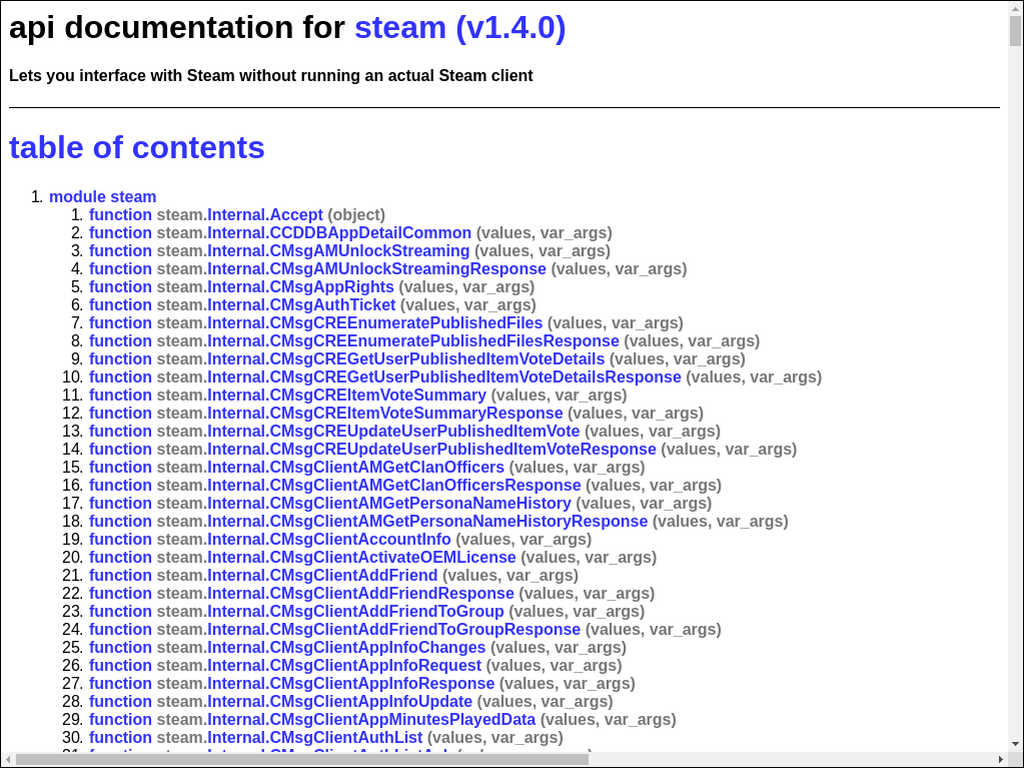 api documentation for steam (v1.4.0)
Lets you interface with Steam without running an actual Steam client
table of contents
1. module steam
1. function steam.Internal.Accept (object)
2. function steam.Internal.CCDDBAppDetailCommon (values, var_args)
3. function steam.Internal.CMsgAMUnlockStreaming (values, var_args)
4. function steam.Internal.CMsgAMUnlockStreamingResponse (values, var_args)
5. function steam.Internal.CMsgAppRights (values, var_args)
6. function steam.Internal.CMsgAuthTicket (values, var_args)
7. function steam.Internal.CMsgCREEnumeratePublishedFiles (values, var_args)
8. function steam.Internal.CMsgCREEnumeratePublishedFilesResponse (values, var_args)
9. function steam.Internal.CMsgCREGetUserPublishedItemVoteDetails (values, var_args)
10. function steam.Internal.CMsgCREGetUserPublishedItemVoteDetailsResponse (values, var_args)
11. function steam.Internal.CMsgCREItemVoteSummary (values, var_args)
12. function steam.Internal.CMsgCREItemVoteSummaryResponse (values, var_args)
13. function steam.Internal.CMsgCREUpdateUserPublishedItemVote (values, var_args)
14. function steam.Internal.CMsgCREUpdateUserPublishedItemVoteResponse (values, var_args)
15. function steam.Internal.CMsgClientAMGetClanOfficers (values, var_args)
16. function steam.Internal.CMsgClientAMGetClanOfficersResponse (values, var_args)
17. function steam.Internal.CMsgClientAMGetPersonaNameHistory (values, var_args)
18. function steam.Internal.CMsgClientAMGetPersonaNameHistoryResponse (values, var_args)
19. function steam.Internal.CMsgClientAccountInfo (values, var_args)
20. function steam.Internal.CMsgClientActivateOEMLicense (values, var_args)
21. function steam.Internal.CMsgClientAddFriend (values, var_args)
22. function steam.Internal.CMsgClientAddFriendResponse (values, var_args)
23. function steam.Internal.CMsgClientAddFriendToGroup (values, var_args)
24. function steam.Internal.CMsgClientAddFriendToGroupResponse (values, var_args)
25. function steam.Internal.CMsgClientAppInfoChanges (values, var_args)
26. function steam.Internal.CMsgClientAppInfoRequest (values, var_args)
27. function steam.Internal.CMsgClientAppInfoResponse (values, var_args)
28. function steam.Internal.CMsgClientAppInfoUpdate (values, var_args)
29. function steam.Internal.CMsgClientAppMinutesPlayedData (values, var_args)
30. function steam.Internal.CMsgClientAuthList (values, var_args)